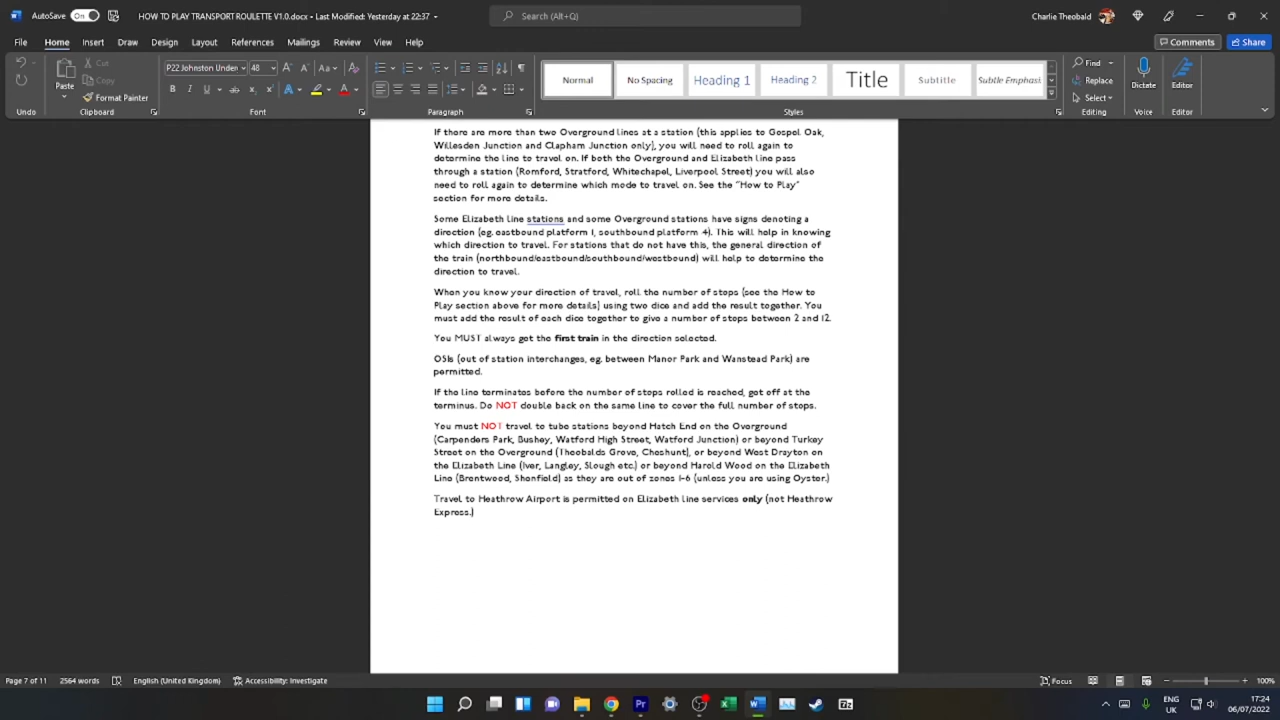 AutoSave On HOW TO PLAY TRANSPORT ROULETTE V1.0.docx • Last Modified: Yesterday at 22:37 Search (Alt+Q) Charlie Theobald
File Home Insert Draw Design Layout References Mailings Review View Help Comments Share
Paste Cut Copy Format Painter P22 Johnston Underg 48 Aa Normal No Spacing Heading 1 Heading 2 Title Subtitle Subtle Emphasi Find Replace Select Dictate Editor
Undo Clipboard Font Paragraph Styles Editing Voice Editor
If there are more than two Overground lines at a station (this applies to Gospel Oak,
Willesden Junction and Clapham Junction only), you will need to roll again to
determine the line to travel on. If both the Overground and Elizabeth line pass
through a station (Romford, Stratford, Whitechapel, Liverpool Street) you will also
need to roll again to determine which mode to travel on. See the "How to Play"
section for more details.
Some Elizabeth line stations and some Overground stations have signs denoting a
direction (eg. eastbound platform 1, southbound platform 4). This will help in knowing
which direction to travel. For stations that do not have this, the general direction of
the train (northbound/eastbound/southbound/westbound) will help to determine the
direction to travel.
When you know your direction of travel, roll the number of stops (see the How to
Play section above for more details) using two dice and add the result together. You
must add the result of each dice together to give a number of stops between 2 and 12.
You MUST always get the first train in the direction selected.
OSIs (out of station interchanges, eg. between Manor Park and Wanstead Park) are
permitted.
If the line terminates before the number of stops rolled is reached, get off at the
terminus. Do NOT double back on the same line to cover the full number of stops.
You must NOT travel to tube stations beyond Hatch End on the Overground
(Carpenders Park, Bushey, Watford High Street, Watford Junction) or beyond Turkey
Street on the Overground (Theobalds Grove, Cheshunt), or beyond West Drayton on
the Elizabeth Line (Iver, Langley, Slough etc.) or beyond Harold Wood on the Elizabeth
Line (Brentwood, Shenfield) as they are out of zones 1-6 (unless you are using Oyster.)
Travel to Heathrow Airport is permitted on Elizabeth line services only (not Heathrow
Express.)
Page 7 of 11 2564 words English (United Kingdom) Accessibility: Investigate Focus 100%
ENG UK 17:24 06/07/2022